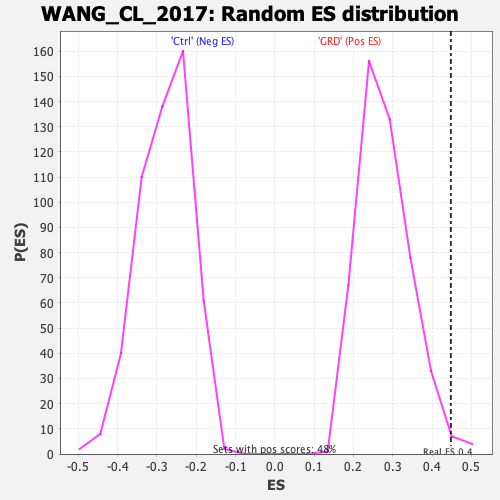 WANG_CL_2017: Random ES distribution
'Ctrl' (Neg ES)
'GRD' (Pos ES)
160
150
140
130
120
110
100
90
80
70
60
50
40
30
20
10
0
P(ES)
Sets with pos scores: 48%
Real ES 0.4
-0.5 -0.4 -0.3 -0.2 -0.1 0.0 0.1 0.2 0.3 0.4 0.5
ES